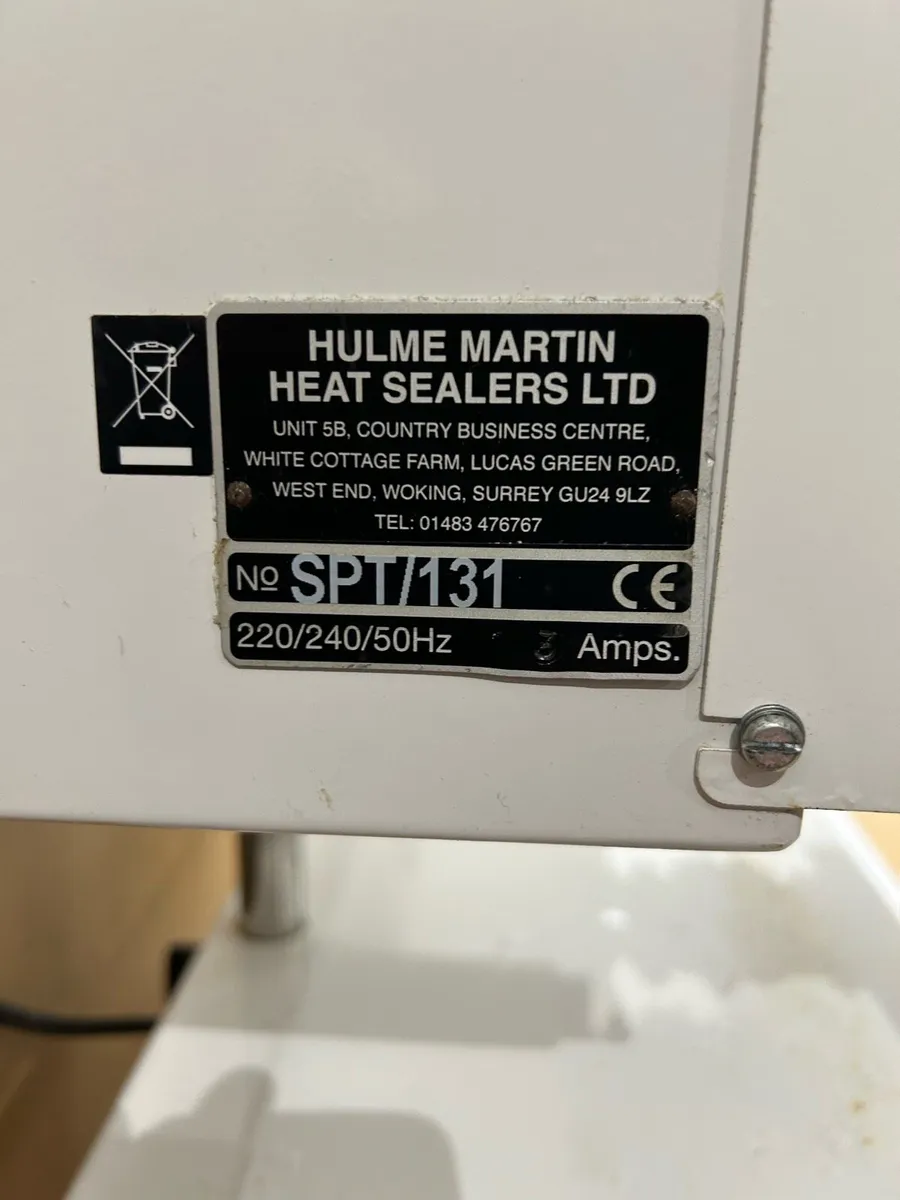 HULME MARTIN
HEAT SEALERS LTD
UNIT 5B, COUNTRY BUSINESS CENTRE,
WHITE COTTAGE FARM, LUCAS GREEN ROAD,
WEST END, WOKING, SURREY GU24 9LZ
TEL: 01483 476767
Nº SPT/131 CE
220/240/50Hz 3 Amps.